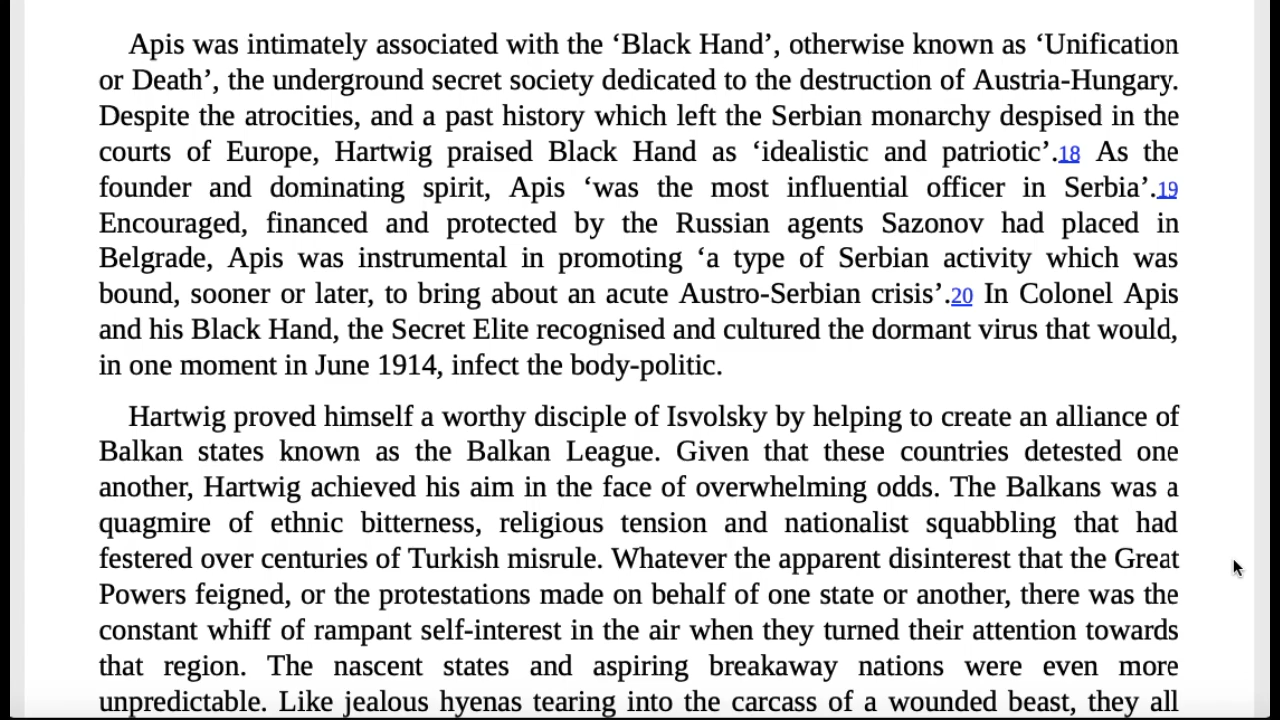 Apis was intimately associated with the ‘Black Hand’, otherwise known as ‘Unification
or Death’, the underground secret society dedicated to the destruction of Austria-Hungary.
Despite the atrocities, and a past history which left the Serbian monarchy despised in the
courts of Europe, Hartwig praised Black Hand as ‘idealistic and patriotic’.18 As the
founder and dominating spirit, Apis ‘was the most influential officer in Serbia’.19
Encouraged, financed and protected by the Russian agents Sazonov had placed in
Belgrade, Apis was instrumental in promoting ‘a type of Serbian activity which was
bound, sooner or later, to bring about an acute Austro-Serbian crisis’.20 In Colonel Apis
and his Black Hand, the Secret Elite recognised and cultured the dormant virus that would,
in one moment in June 1914, infect the body-politic.
Hartwig proved himself a worthy disciple of Isvolsky by helping to create an alliance of
Balkan states known as the Balkan League. Given that these countries detested one
another, Hartwig achieved his aim in the face of overwhelming odds. The Balkans was a
quagmire of ethnic bitterness, religious tension and nationalist squabbling that had
festered over centuries of Turkish misrule. Whatever the apparent disinterest that the Great
Powers feigned, or the protestations made on behalf of one state or another, there was the
constant whiff of rampant self-interest in the air when they turned their attention towards
that region. The nascent states and aspiring breakaway nations were even more
unpredictable. Like jealous hyenas tearing into the carcass of a wounded beast, they all